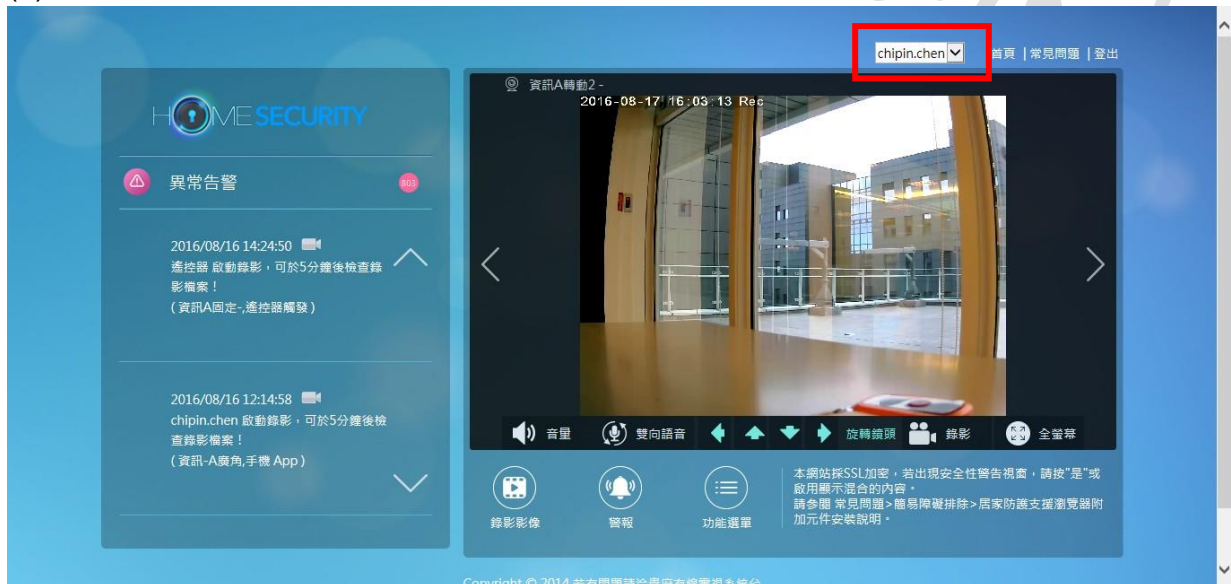 chipin.chen
首頁 | 常見問題 | 登出
HOME SECURITY
異常告警
803
2016/08/16 14:24:50
遙控器 啟動錄影,可於5分鐘後檢查錄
影檔案!
( 資訊A固定-,遙控器觸發 )
2016/08/16 12:14:58
chipin.chen 啟動錄影,可於5分鐘後檢
查錄影檔案!
( 資訊-A廣角,手機 App )
資訊A轉動2 -
2016-08-17 16:03:13 Rec
音量 雙向語音 旋轉鏡頭 錄影 全螢幕
錄影影像 警報 功能選單
本網站採SSL加密,若出現安全性警告視窗,請按"是"或
啟用顯示混合的內容。
請參閱 常見問題>簡易障礙排除>居家防護支援瀏覽器附
加元件安裝說明。
Copyright © 2014